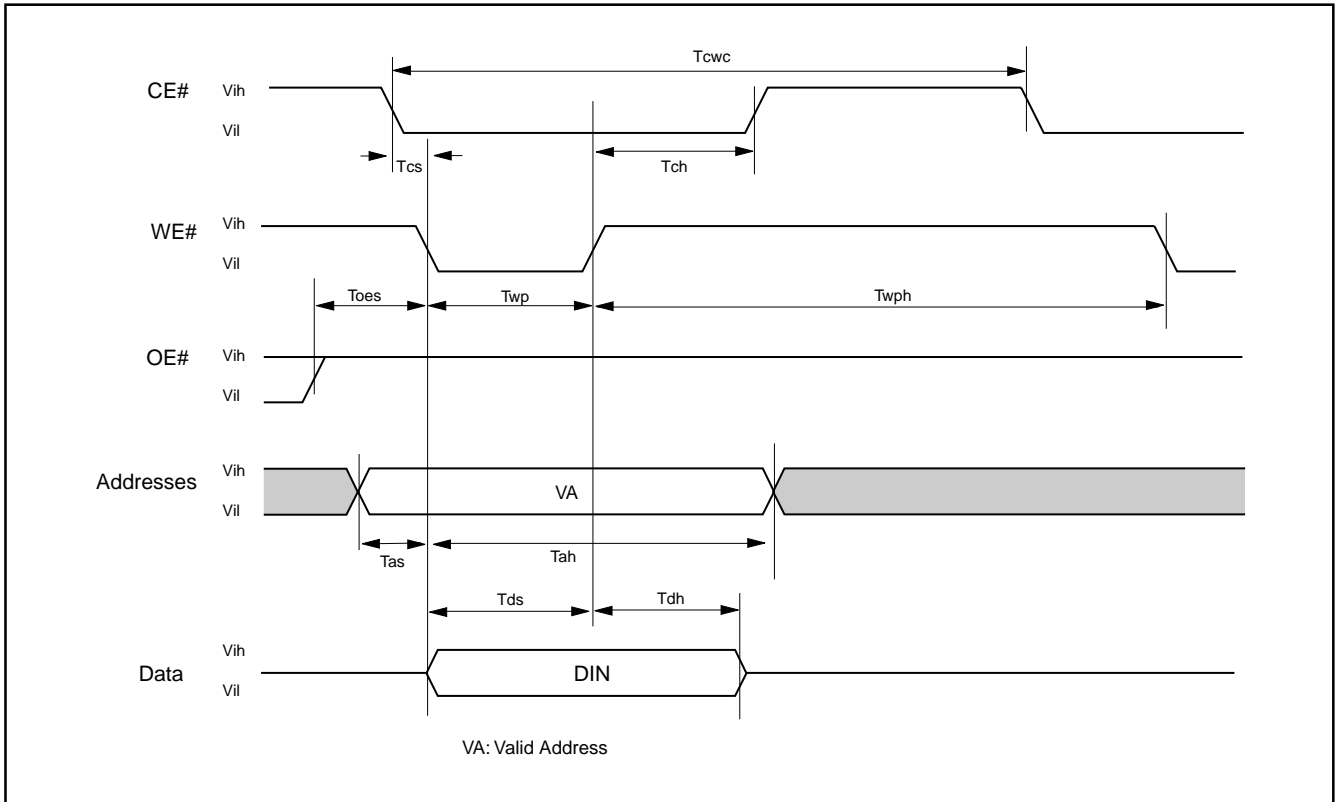 Tcwc
CE#
Vih
Vil
Tcs
Tch
WE#
Vih
Vil
Toes
Twp
Twph
OE#
Vih
Vil
Addresses
Vih
Vil
VA
Tas
Tah
Tds
Tdh
Data
Vih
Vil
DIN
VA: Valid Address